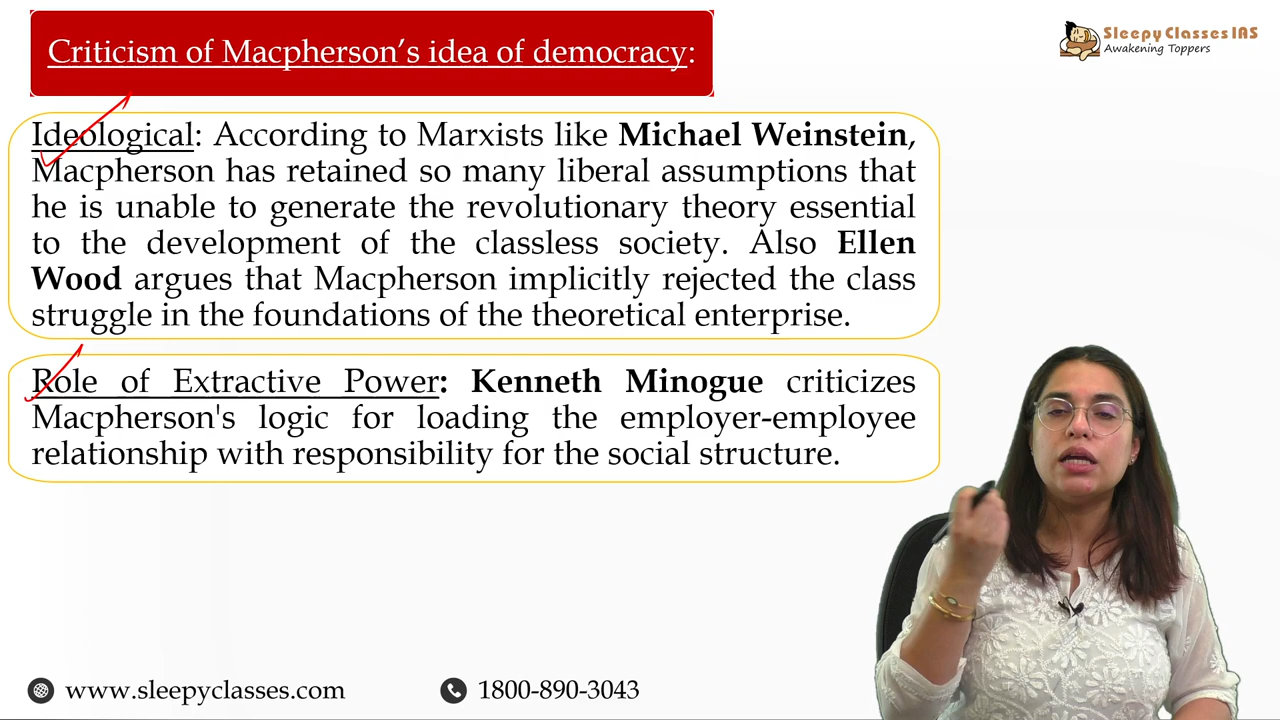 Criticism of Macpherson’s idea of democracy:
Sleepy Classes IAS
Awakening Toppers
Ideological: According to Marxists like Michael Weinstein,
Macpherson has retained so many liberal assumptions that
he is unable to generate the revolutionary theory essential
to the development of the classless society. Also Ellen
Wood argues that Macpherson implicitly rejected the class
struggle in the foundations of the theoretical enterprise.
Role of Extractive Power: Kenneth Minogue criticizes
Macpherson's logic for loading the employer-employee
relationship with responsibility for the social structure.
www.sleepyclasses.com
1800-890-3043